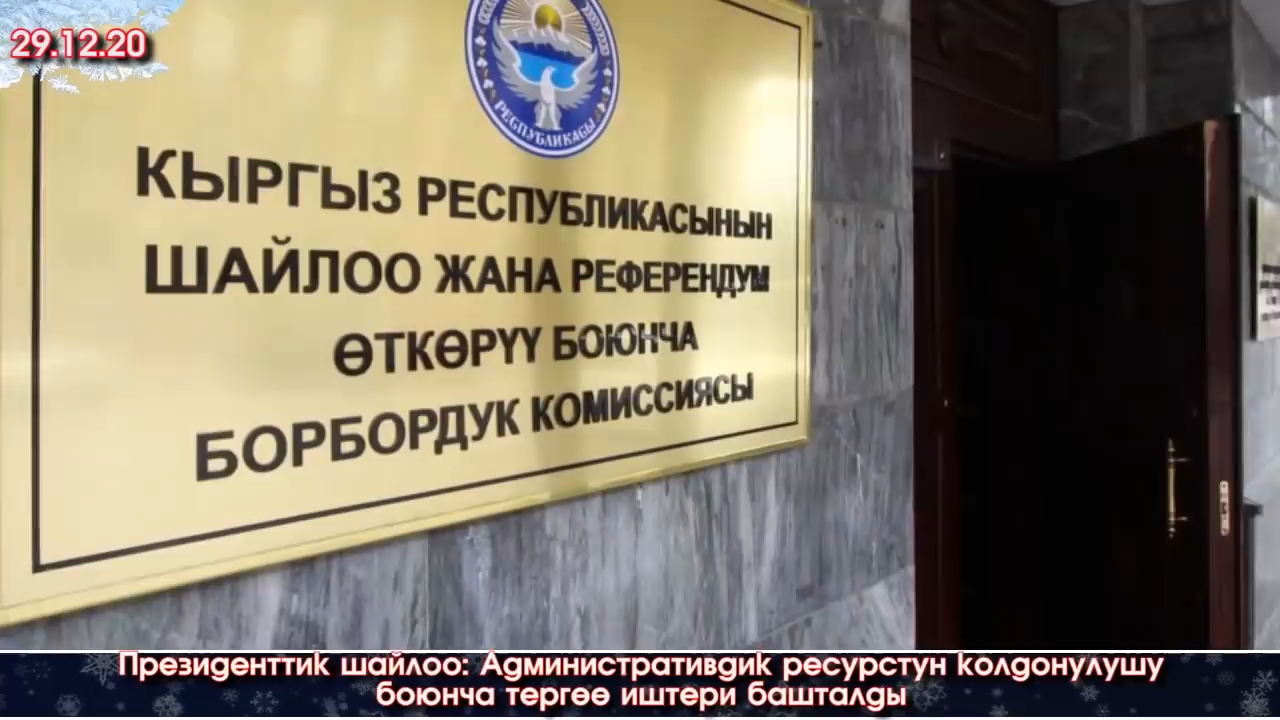 29.12.20
РЕСПУБЛИКАСЫ
КЫРГЫЗ РЕСПУБЛИКАСЫНЫН
ШАЙЛОО ЖАНА РЕФЕРЕНДУМ
ӨТКӨРҮҮ БОЮНЧА
БОРБОРДУК КОМИССИЯСЫ
Президенттик шайлоо: Административдик ресурстун колдонулушу
боюнча тергөө иштери башталды